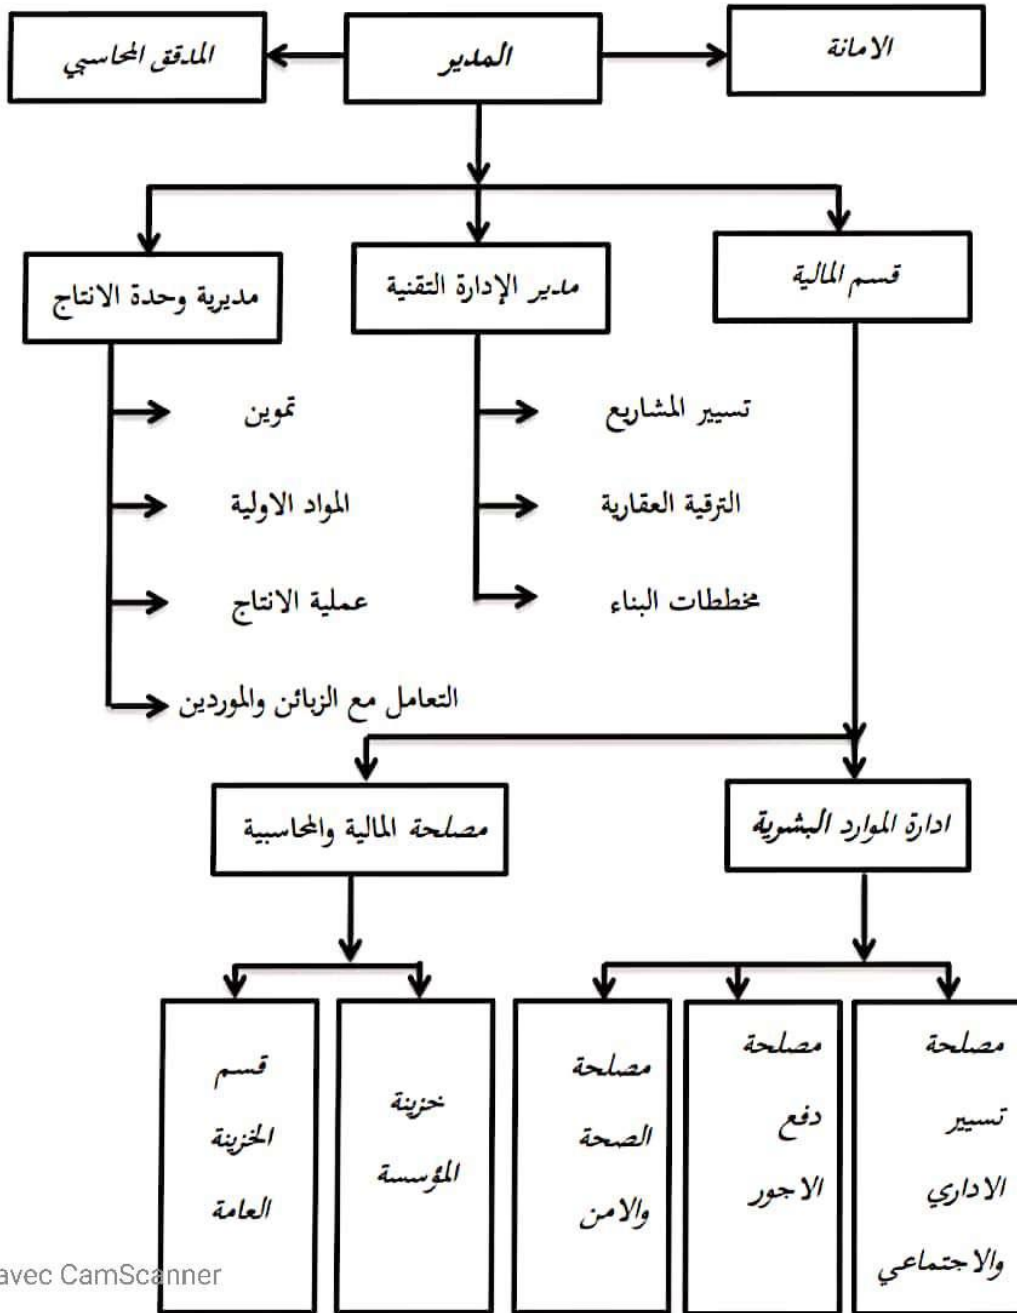 الامانة
المدير
المدقق المحاسبي
قسم المالية
مدير الإدارة التقنية
مديرية وحدة الانتاج
تسيير المشاريع
الترقية العقارية
مخططات البناء
تموين
المواد الاولية
عملية الانتاج
التعامل مع الزبائن والموردين
ادارة الموارد البشوية
مصلحة المالية والمحاسبية
مصلحة
تسيير
الاداري
والاجتماعي
مصلحة
دفع
الاجور
مصلحة
الصحة
والامن
خزينة
المؤسسة
قسم
الخزينة
العامة
avec CamScanner